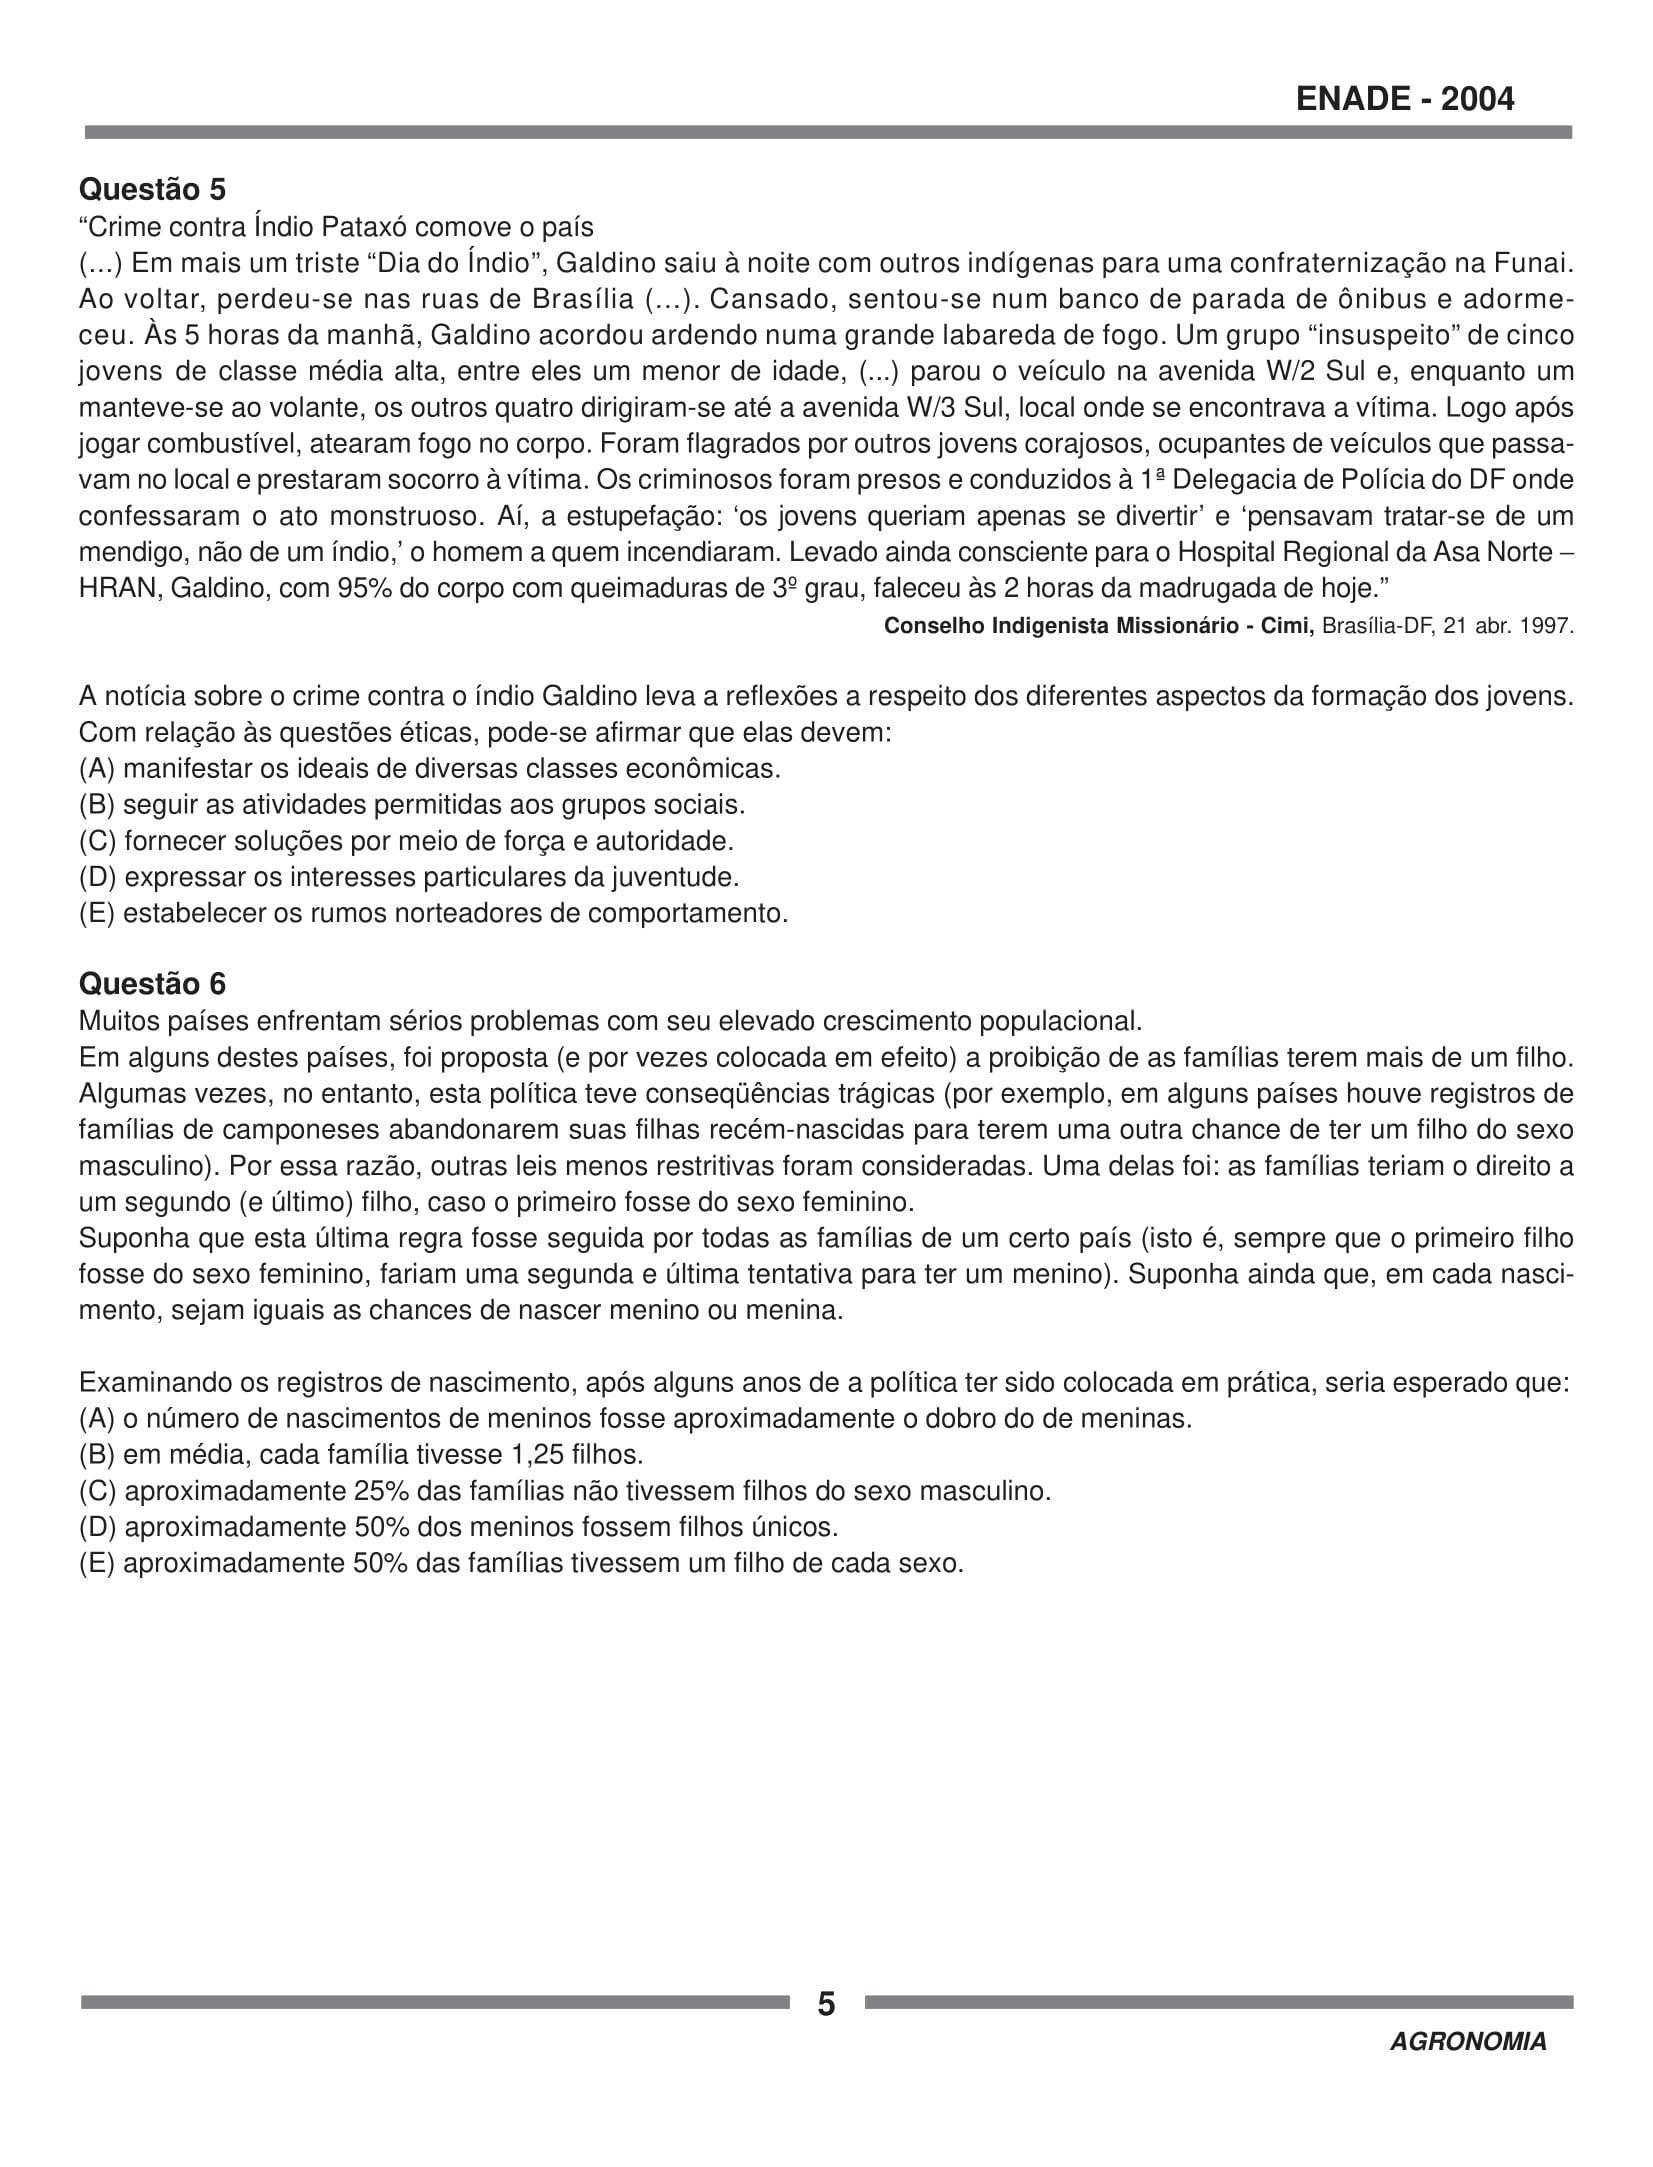 ENADE - 2004
Questão 5
“Crime contra Índio Pataxó comove o país
(...) Em mais um triste “Dia do Índio”, Galdino saiu à noite com outros indígenas para uma confraternização na Funai.
Ao voltar, perdeu-se nas ruas de Brasília (...). Cansado, sentou-se num banco de parada de ônibus e adorme-
ceu. Às 5 horas da manhã, Galdino acordou ardendo numa grande labareda de fogo. Um grupo “insuspeito” de cinco
jovens de classe média alta, entre eles um menor de idade, (...) parou o veículo na avenida W/2 Sul e, enquanto um
manteve-se ao volante, os outros quatro dirigiram-se até a avenida W/3 Sul, local onde se encontrava a vítima. Logo após
jogar combustível, atearam fogo no corpo. Foram flagrados por outros jovens corajosos, ocupantes de veículos que passa-
vam no local e prestaram socorro à vítima. Os criminosos foram presos e conduzidos à 1ª Delegacia de Polícia do DF onde
confessaram o ato monstruoso. Aí, a estupefação: ‘os jovens queriam apenas se divertir’ e ‘pensavam tratar-se de um
mendigo, não de um índio,’ o homem a quem incendiaram. Levado ainda consciente para o Hospital Regional da Asa Norte –
HRAN, Galdino, com 95% do corpo com queimaduras de 3º grau, faleceu às 2 horas da madrugada de hoje.”
Conselho Indigenista Missionário - Cimi, Brasília-DF, 21 abr. 1997.
A notícia sobre o crime contra o índio Galdino leva a reflexões a respeito dos diferentes aspectos da formação dos jovens.
Com relação às questões éticas, pode-se afirmar que elas devem:
(A) manifestar os ideais de diversas classes econômicas.
(B) seguir as atividades permitidas aos grupos sociais.
(C) fornecer soluções por meio de força e autoridade.
(D) expressar os interesses particulares da juventude.
(E) estabelecer os rumos norteadores de comportamento.
Questão 6
Muitos países enfrentam sérios problemas com seu elevado crescimento populacional.
Em alguns destes países, foi proposta (e por vezes colocada em efeito) a proibição de as famílias terem mais de um filho.
Algumas vezes, no entanto, esta política teve conseqüências trágicas (por exemplo, em alguns países houve registros de
famílias de camponeses abandonarem suas filhas recém-nascidas para terem uma outra chance de ter um filho do sexo
masculino). Por essa razão, outras leis menos restritivas foram consideradas. Uma delas foi: as famílias teriam o direito a
um segundo (e último) filho, caso o primeiro fosse do sexo feminino.
Suponha que esta última regra fosse seguida por todas as famílias de um certo país (isto é, sempre que o primeiro filho
fosse do sexo feminino, fariam uma segunda e última tentativa para ter um menino). Suponha ainda que, em cada nasci-
mento, sejam iguais as chances de nascer menino ou menina.
Examinando os registros de nascimento, após alguns anos de a política ter sido colocada em prática, seria esperado que:
(A) o número de nascimentos de meninos fosse aproximadamente o dobro do de meninas.
(B) em média, cada família tivesse 1,25 filhos.
(C) aproximadamente 25% das famílias não tivessem filhos do sexo masculino.
(D) aproximadamente 50% dos meninos fossem filhos únicos.
(E) aproximadamente 50% das famílias tivessem um filho de cada sexo.
5
AGRONOMIA